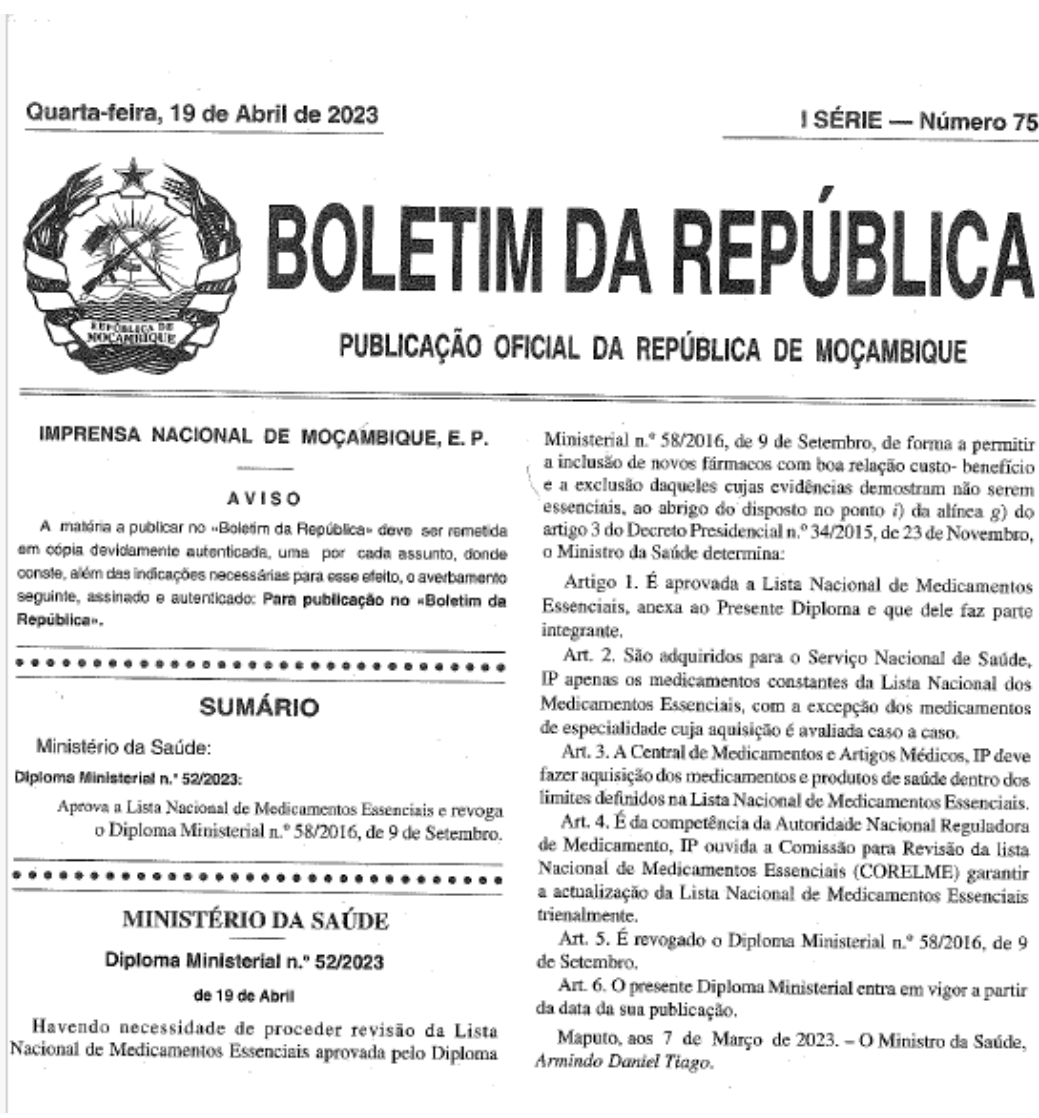 Quarta-feira, 19 de Abril de 2023
I SÉRIE — Número 75
REPÚBLICA DE
MOÇAMBIQUE
BOLETIM DA REPÚBLICA
PUBLICAÇÃO OFICIAL DA REPÚBLICA DE MOÇAMBIQUE
IMPRENSA NACIONAL DE MOÇAMBIQUE, E. P.
AVISO
A matéria a publicar no «Boletim da República» deve ser remetida
em cópia devidamente autenticada, uma por cada assunto, donde
conste, além das indicações necessárias para esse efeito, o averbamento
seguinte, assinado e autenticado: Para publicação no «Boletim da
República».
SUMÁRIO
Ministério da Saúde:
Diploma Ministerial n.º 52/2023:
Aprova a Lista Nacional de Medicamentos Essenciais e revoga
o Diploma Ministerial n.º 58/2016, de 9 de Setembro.
MINISTÉRIO DA SAÚDE
Diploma Ministerial n.º 52/2023
de 19 de Abril
Havendo necessidade de proceder revisão da Lista
Nacional de Medicamentos Essenciais aprovada pelo Diploma
Ministerial n.º 58/2016, de 9 de Setembro, de forma a permitir
a inclusão de novos fármacos com boa relação custo- benefício
e a exclusão daqueles cujas evidências demostram não serem
essenciais, ao abrigo do disposto no ponto i) da alínea g) do
artigo 3 do Decreto Presidencial n.º 34/2015, de 23 de Novembro,
o Ministro da Saúde determina:
Artigo 1. É aprovada a Lista Nacional de Medicamentos
Essenciais, anexa ao Presente Diploma e que dele faz parte
integrante.
Art. 2. São adquiridos para o Serviço Nacional de Saúde,
IP apenas os medicamentos constantes da Lista Nacional dos
Medicamentos Essenciais, com a excepção dos medicamentos
de especialidade cuja aquisição é avaliada caso a caso.
Art. 3. A Central de Medicamentos e Artigos Médicos, IP deve
fazer aquisição dos medicamentos e produtos de saúde dentro dos
limites definidos na Lista Nacional de Medicamentos Essenciais.
Art. 4. É da competência da Autoridade Nacional Reguladora
de Medicamento, IP ouvida a Comissão para Revisão da lista
Nacional de Medicamentos Essenciais (CORELME) garantir
a actualização da Lista Nacional de Medicamentos Essenciais
trienalmente.
Art. 5. É revogado o Diploma Ministerial n.º 58/2016, de 9
de Setembro.
Art. 6. O presente Diploma Ministerial entra em vigor a partir
da data da sua publicação.
Maputo, aos 7 de Março de 2023. – O Ministro da Saúde,
Armindo Daniel Tiago.